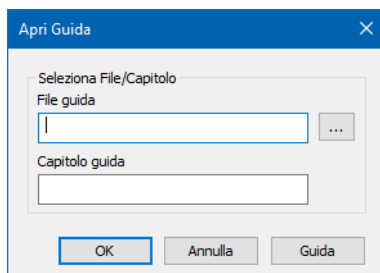 Apri Guida
Seleziona File/Capitolo
File guida
...
Capitolo guida
OK Annulla Guida